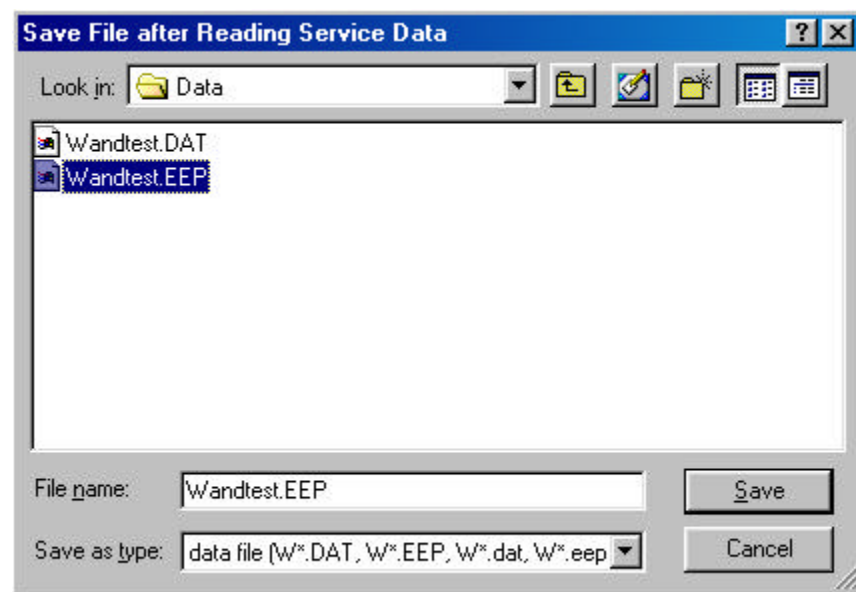 Save File after Reading Service Data
Look in: Data
Wandtest.DAT
Wandtest.EEP
File name: Wandtest.EEP Save
Save as type: data file (W*.DAT, W*.EEP, W*.dat, W*.eep Cancel